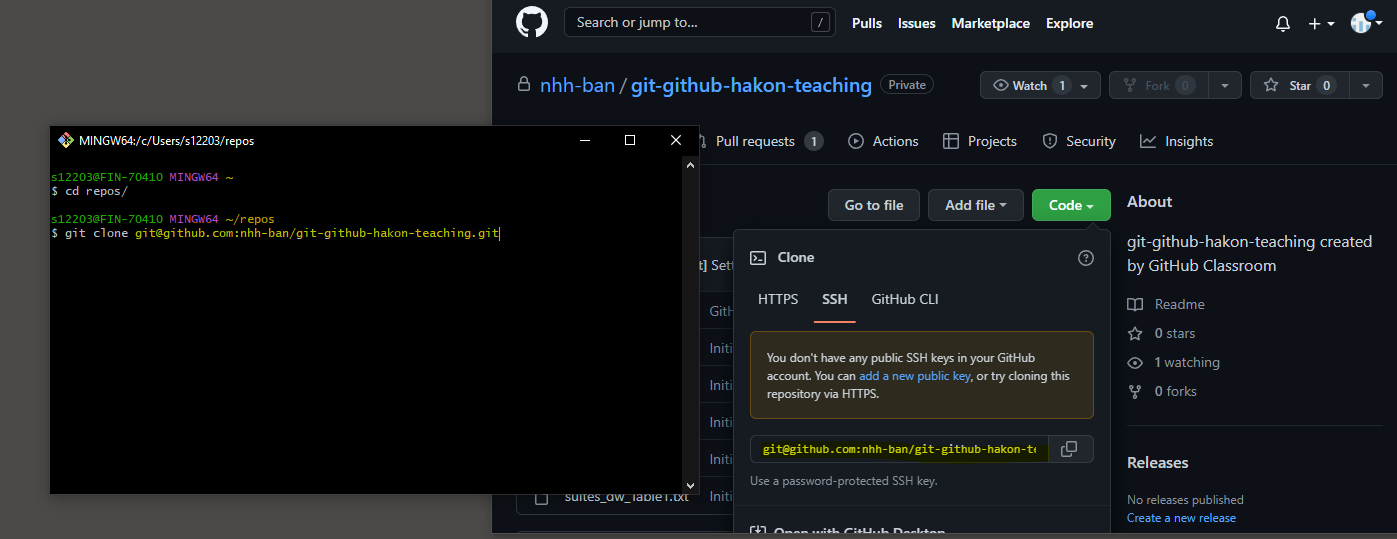 Search or jump to...
/
Pulls
Issues
Marketplace
Explore
nhh-ban / git-github-hakon-teaching
Private
Watch 1
Fork 0
Star 0
Pull requests 1
Actions
Projects
Security
Insights
MINGW64:/c/Users/s12203/repos
s12203@FIN-70410 MINGW64 ~
$ cd repos/
s12203@FIN-70410 MINGW64 ~/repos
$ git clone git@github.com:nhh-ban/git-github-hakon-teaching.git
Go to file
Add file
Code
t] Sett
GitH
Initi
Initi
Initi
Initi
suites_dw_Table1.txt
Initi
Clone
HTTPS
SSH
GitHub CLI
You don't have any public SSH keys in your GitHub
account. You can add a new public key, or try cloning this
repository via HTTPS.
git@github.com:nhh-ban/git-github-hakon-te
Use a password-protected SSH key.
Open with GitHub Desktop
About
git-github-hakon-teaching created
by GitHub Classroom
Readme
0 stars
1 watching
0 forks
Releases
No releases published
Create a new release